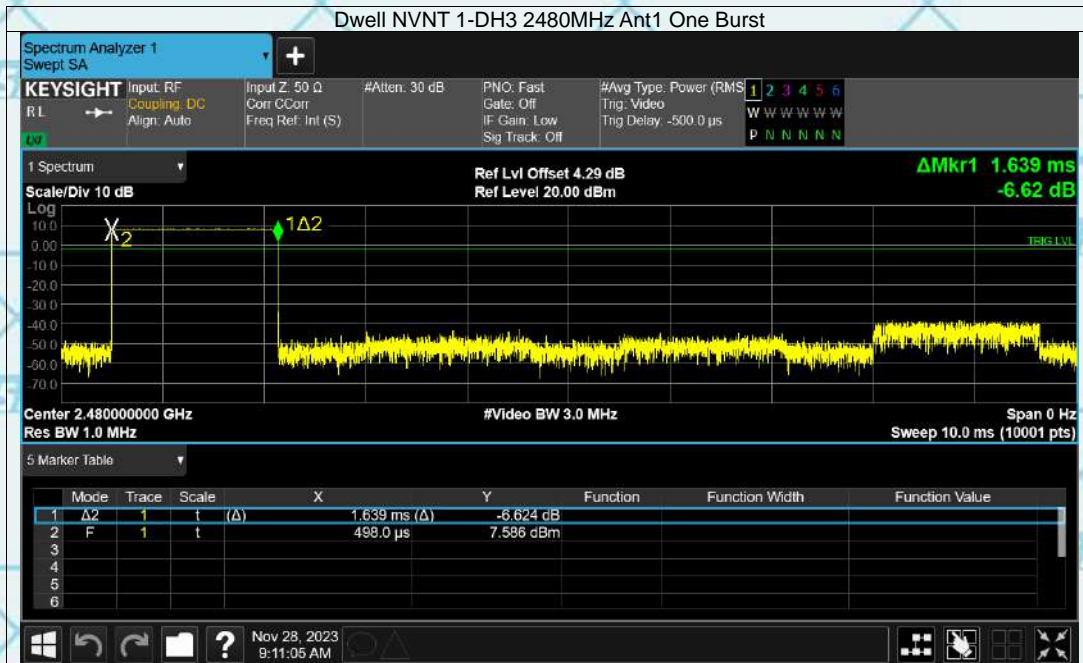 Dwell NVNT 1-DH3 2480MHz Ant1 One Burst
Spectrum Analyzer 1
Swept SA
+
KEYSIGHT Input: RF Input Z: 50 Ω #Atten: 30 dB PNO: Fast #Avg Type: Power (RMS 1 2 3 4 5 6
RL Coupling: DC Corr CCorr Gate: Off Trig: Video W W W W W W
Align: Auto Freq Ref: Int (S) IF Gain: Low Trig Delay: -500.0 µs
LXI Sig Track: Off P N N N N N
1 Spectrum Ref Lvl Offset 4.29 dB ΔMkr1 1.639 ms
Scale/Div 10 dB Ref Level 20.00 dBm -6.62 dB
Log
10.0
X2
1Δ2
0.00
TRIG LVL
-10.0
-20.0
-30.0
-40.0
-50.0
-60.0
-70.0
Center 2.480000000 GHz #Video BW 3.0 MHz Span 0 Hz
Res BW 1.0 MHz Sweep 10.0 ms (10001 pts)
5 Marker Table
Mode Trace Scale X Y Function Function Width Function Value
1 Δ2 1 t (Δ) 1.639 ms (Δ) -6.624 dB
2 F 1 t 498.0 µs 7.586 dBm
3
4
5
6
? Nov 28, 2023
9:11:05 AM